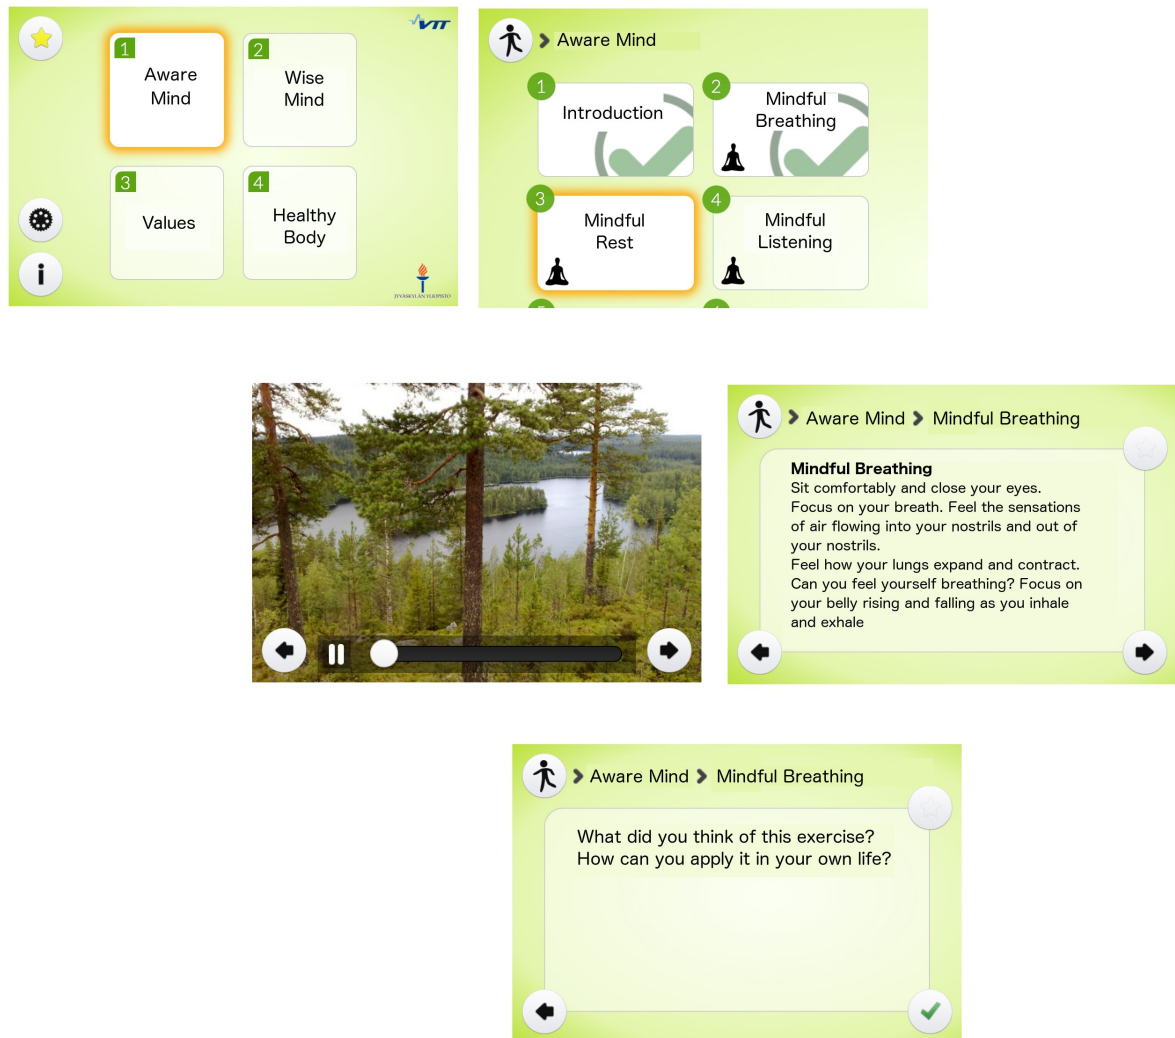 VTT
1
Aware
Mind
2
Wise
Mind
3
Values
4
Healthy
Body
i
JYVÄSKYLÄN YLIOPISTO
Aware Mind
1
Introduction
2
Mindful
Breathing
3
Mindful
Rest
4
Mindful
Listening
Aware Mind
Mindful Breathing
Mindful Breathing
Sit comfortably and close your eyes.
Focus on your breath. Feel the sensations
of air flowing into your nostrils and out of
your nostrils.
Feel how your lungs expand and contract.
Can you feel yourself breathing? Focus on
your belly rising and falling as you inhale
and exhale
Aware Mind
Mindful Breathing
What did you think of this exercise?
How can you apply it in your own life?